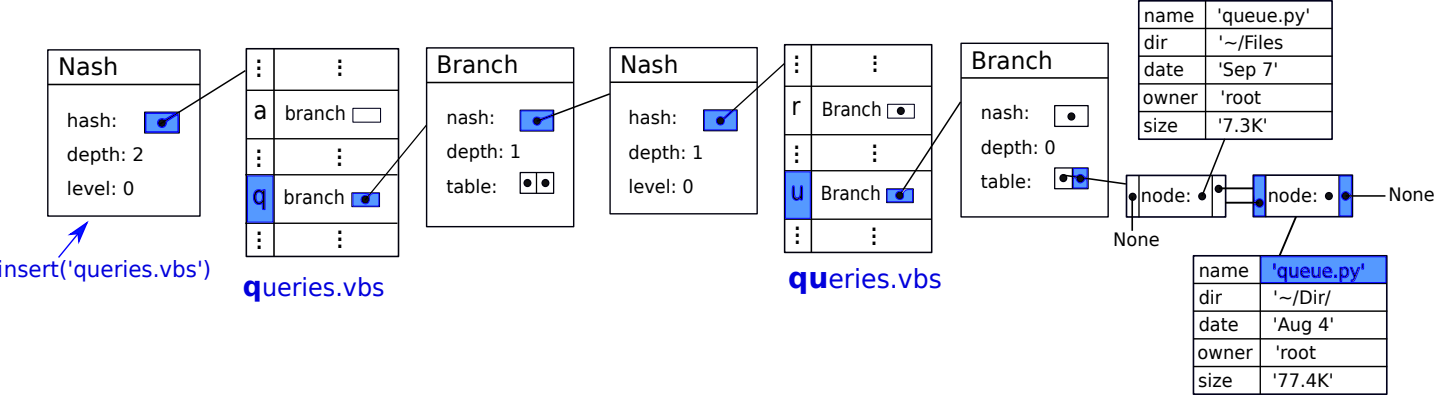 Nash
hash:
depth: 2
level: 0
insert('queries.vbs')
⋮ ⋮
a branch
⋮ ⋮
q branch
⋮ ⋮
queries.vbs
Branch
nash:
depth: 1
table:
Nash
hash:
depth: 1
level: 0
⋮ ⋮
r Branch
⋮ ⋮
u Branch
⋮ ⋮
queries.vbs
Branch
nash:
depth: 0
table:
name 'queue.py'
dir '~/Files
date 'Sep 7'
owner 'root
size '7.3K'
node:
None
node:
None
name 'queue.py'
dir '~/Dir/
date 'Aug 4'
owner 'root
size '77.4K'